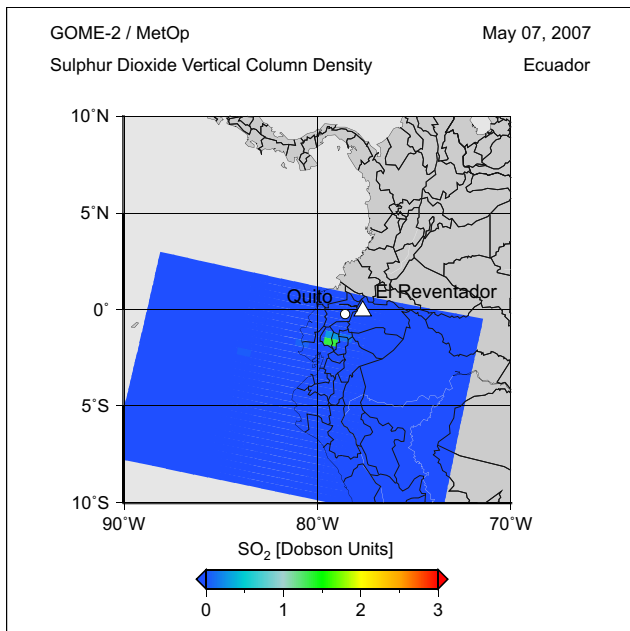 GOME-2 / MetOp May 07, 2007
Sulphur Dioxide Vertical Column Density Ecuador
10˚N
5˚N
El Reventador
Quito
0˚
5˚S
10˚S
90˚W 80˚W 70˚W
SO₂ [Dobson Units]
0 1 2 3